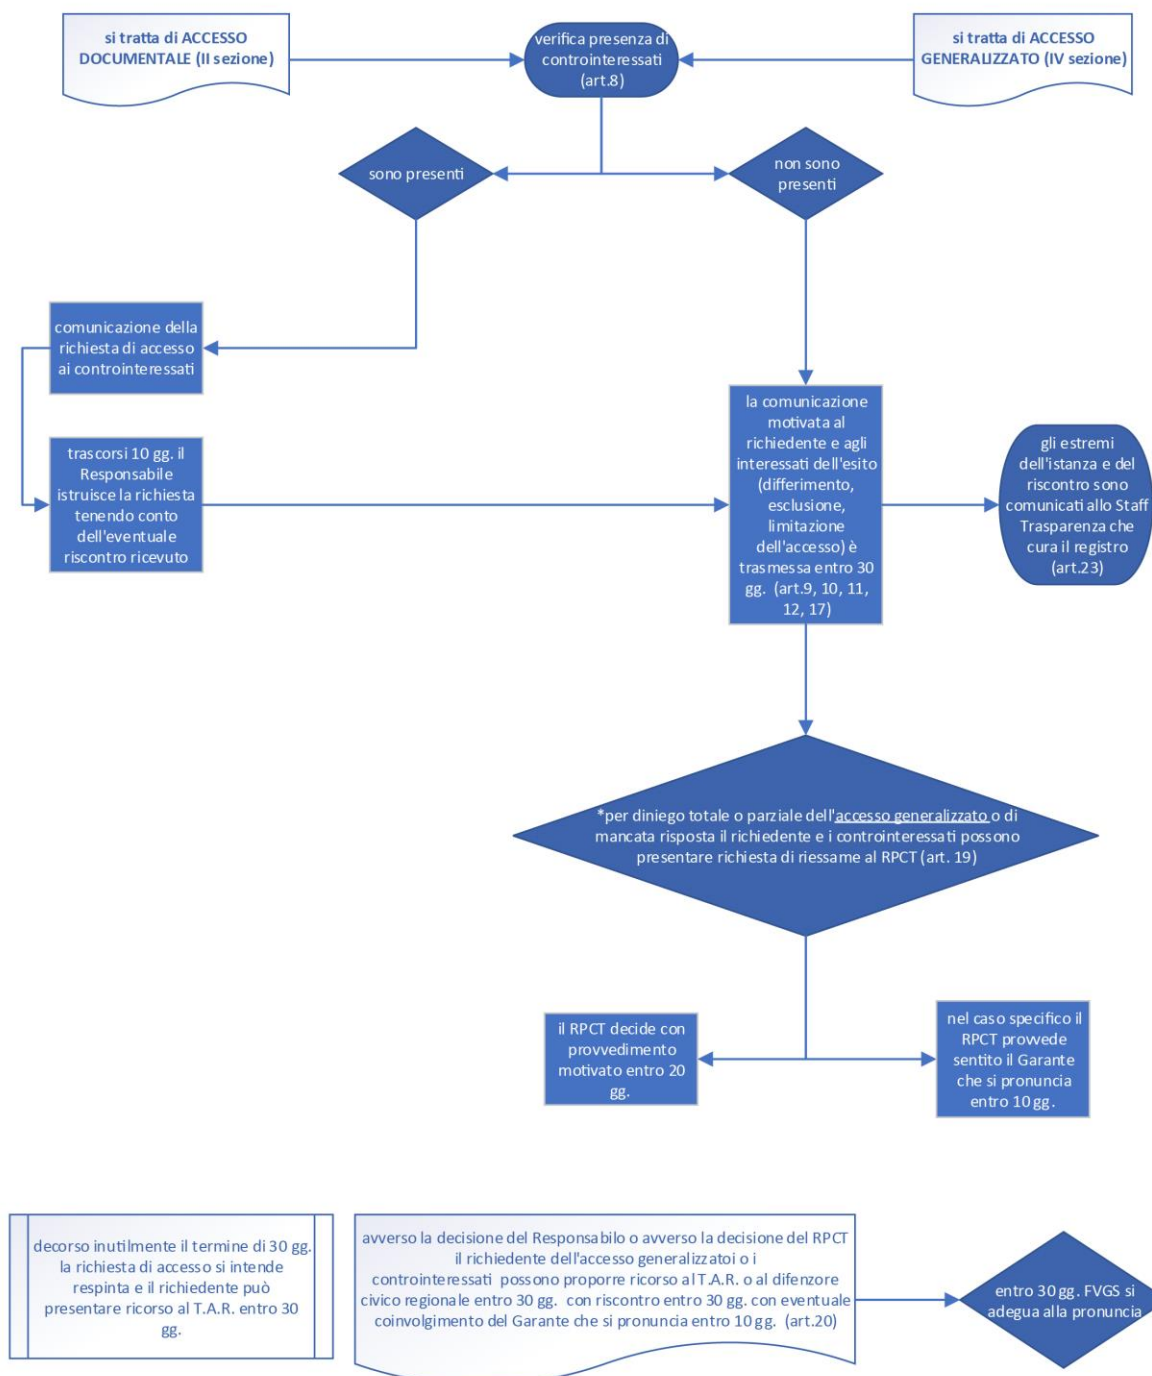 si tratta di ACCESSO
DOCUMENTALE (II sezione)
verifica presenza di
controinteressati
(art.8)
si tratta di ACCESSO
GENERALIZZATO (IV sezione)
sono presenti
non sono
presenti
comunicazione della
richiesta di accesso
ai controinteressati
trascorsi 10 gg. il
Responsabile
istruisce la richiesta
tenendo conto
dell'eventuale
riscontro ricevuto
la comunicazione
motivata al
richiedente e agli
interessati dell'esito
(differimento,
esclusione,
limitazione
dell'accesso) è
trasmessa entro 30
gg. (art.9, 10, 11,
12, 17)
gli estremi
dell'istanza e del
riscontro sono
comunicati allo Staff
Trasparenza che
cura il registro
(art.23)
*per diniego totale o parziale dell'accesso generalizzato o di
mancata risposta il richiedente e i controinteressati possono
presentare richiesta di riessame al RPCT (art. 19)
il RPCT decide con
provvedimento
motivato entro 20
gg.
nel caso specifico il
RPCT provvede
sentito il Garante
che si pronuncia
entro 10 gg.
decorso inutilmente il termine di 30 gg.
la richiesta di accesso si intende
respinta e il richiedente può
presentare ricorso al T.A.R. entro 30
gg.
avverso la decisione del Responsabilo o avverso la decisione del RPCT
il richiedente dell'accesso generalizzatoi o i
controinteressati possono proporre ricorso al T.A.R. o al difenzore
civico regionale entro 30 gg. con riscontro entro 30 gg. con eventuale
coinvolgimento del Garante che si pronuncia entro 10 gg. (art.20)
entro 30 gg. FVGS si
adegua alla pronuncia